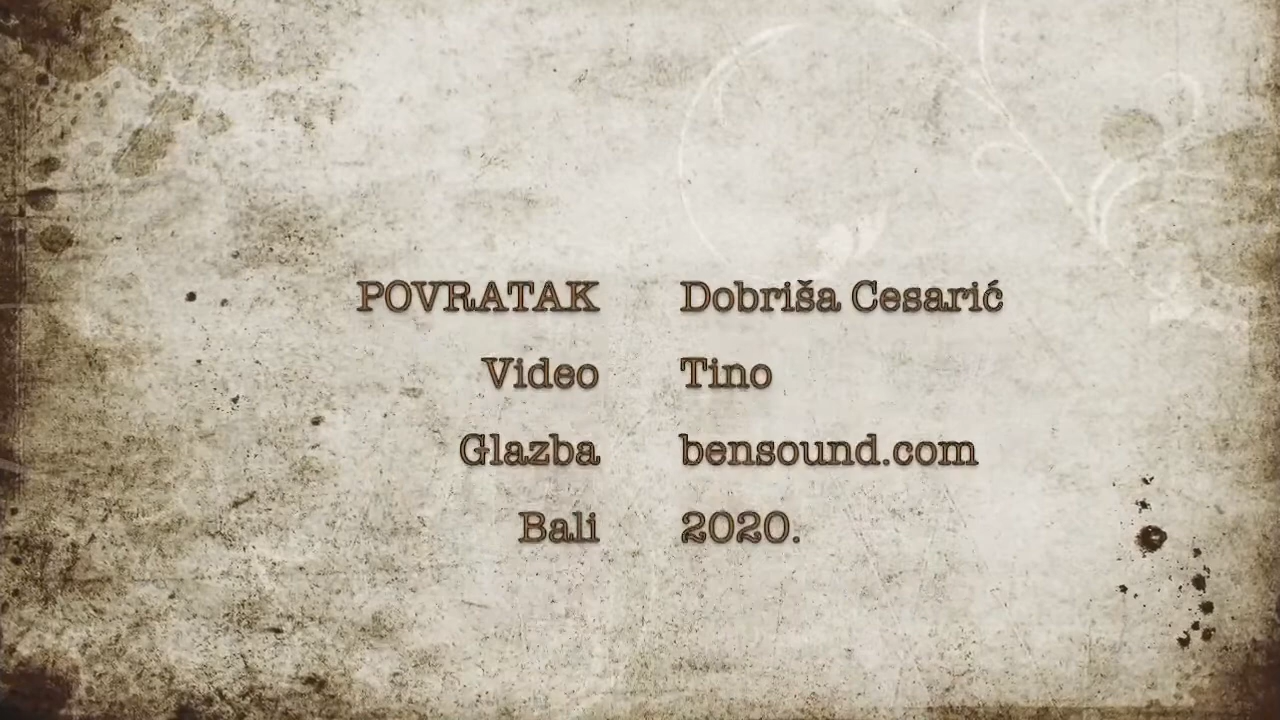 POVRATAK Dobriša Cesarić
Video Tino
Glazba bensound.com
Bali 2020.